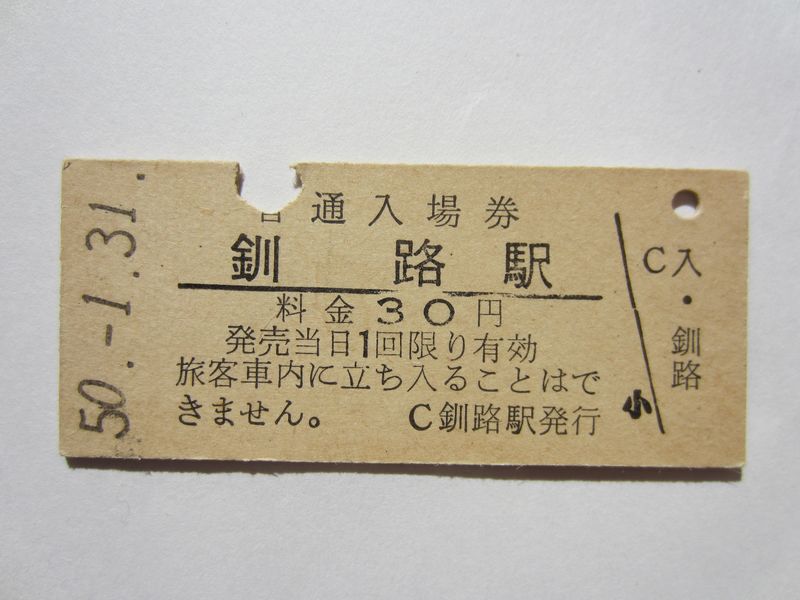 50.-1.31.
普通入場券
釧路駅
料金30円
発売当日1回限り有効
旅客車内に立ち入ることはで
きません。 C釧路駅発行
小
C入・釧路